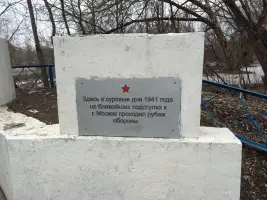 Здесь в суровые дни 1941 года
на ближайших подступах к
г. Москве проходил рубеж
обороны